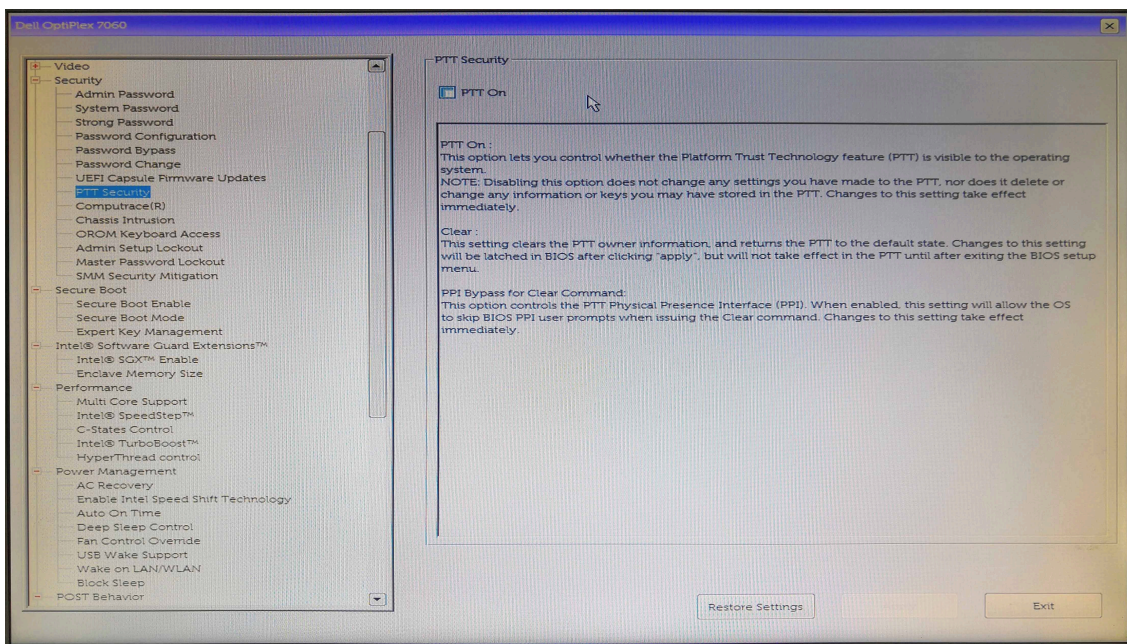 Dell OptiPlex 7060
Video
Security
Admin Password
System Password
Strong Password
Password Configuration
Password Bypass
Password Change
UEFI Capsule Firmware Updates
PTT Security
Computrace(R)
Chassis Intrusion
OROM Keyboard Access
Admin Setup Lockout
Master Password Lockout
SMM Security Mitigation
Secure Boot
Secure Boot Enable
Secure Boot Mode
Expert Key Management
Intel® Software Guard Extensions™
Intel® SGX™ Enable
Enclave Memory Size
Performance
Multi Core Support
Intel® SpeedStep™
C-States Control
Intel® TurboBoost™
HyperThread control
Power Management
AC Recovery
Enable Intel Speed Shift Technology
Auto On Time
Deep Sleep Control
Fan Control Override
USB Wake Support
Wake on LAN/WLAN
Block Sleep
POST Behavior
PTT Security
PTT On
PTT On :
This option lets you control whether the Platform Trust Technology feature (PTT) is visible to the operating
system.
NOTE: Disabling this option does not change any settings you have made to the PTT, nor does it delete or
change any information or keys you may have stored in the PTT. Changes to this setting take effect
immediately.
Clear :
This setting clears the PTT owner information, and returns the PTT to the default state. Changes to this setting
will be latched in BIOS after clicking "apply", but will not take effect in the PTT until after exiting the BIOS setup
menu.
PPI Bypass for Clear Command:
This option controls the PTT Physical Presence Interface (PPI). When enabled, this setting will allow the OS
to skip BIOS PPI user prompts when issuing the Clear command. Changes to this setting take effect
immediately.
Restore Settings
Exit